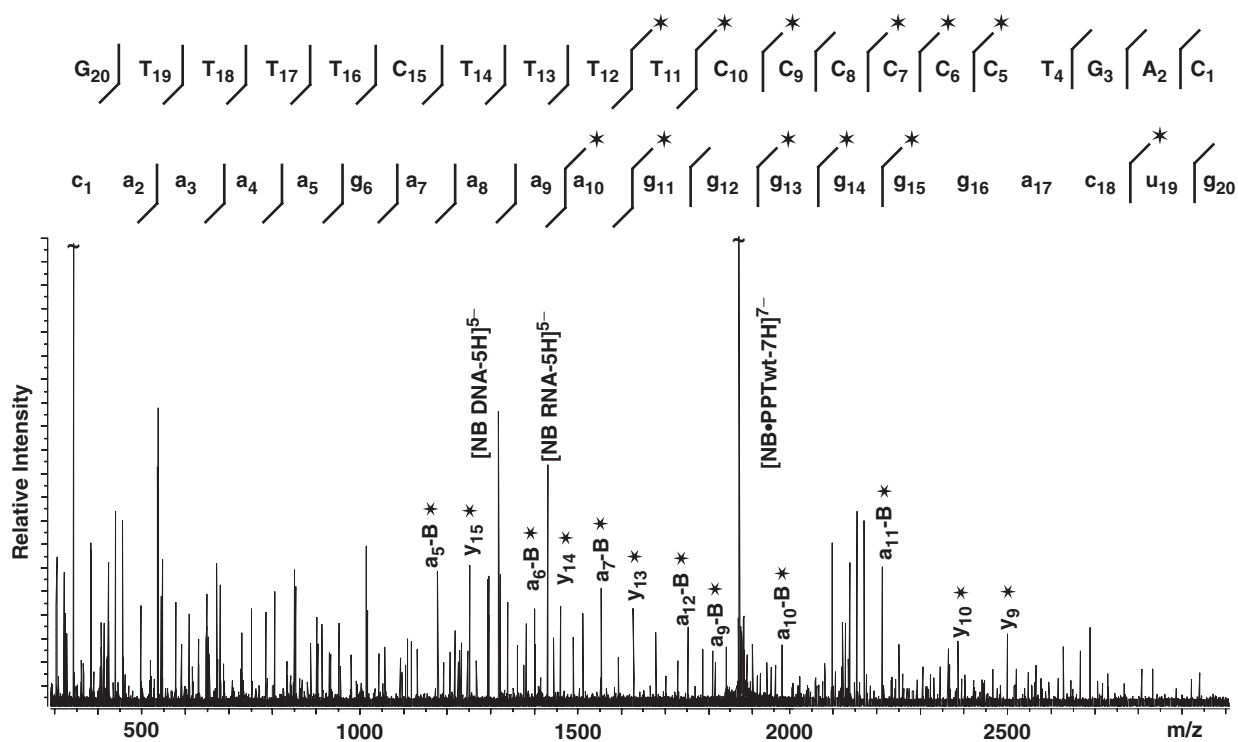 G20 T19 T18 T17 T16 C15 T14 T13 T12 T11 C10 C9 C8 C7 C6 C5 T4 G3 A2 C1
c1 a2 a3 a4 a5 g6 a7 a8 a9 a10 g11 g12 g13 g14 g15 g16 a17 c18 u19 g20
Relative Intensity
a5-B*
y15*
[NB DNA-5H]5–
a6-B*
[NB RNA-5H]5–
y14*
a7-B*
y13*
a12-B*
a9-B*
[NB•PPTwt-7H]7–
a10-B*
a11-B*
y10*
y9*
500 1000 1500 2000 2500 m/z